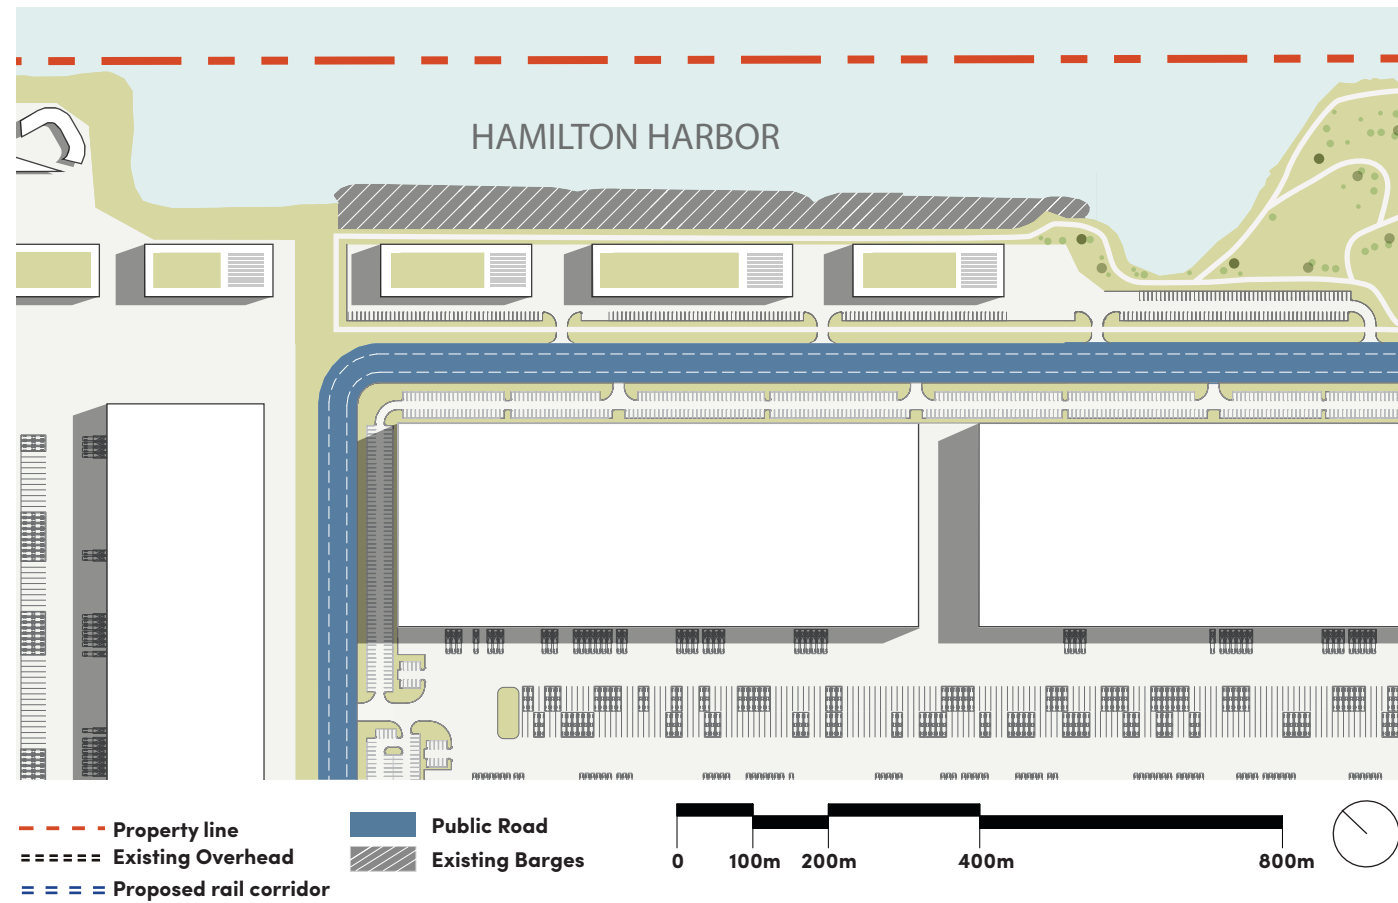 HAMILTON HARBOR
Property line
Existing Overhead
Proposed rail corridor
Public Road
Existing Barges
0 100m 200m 400m 800m